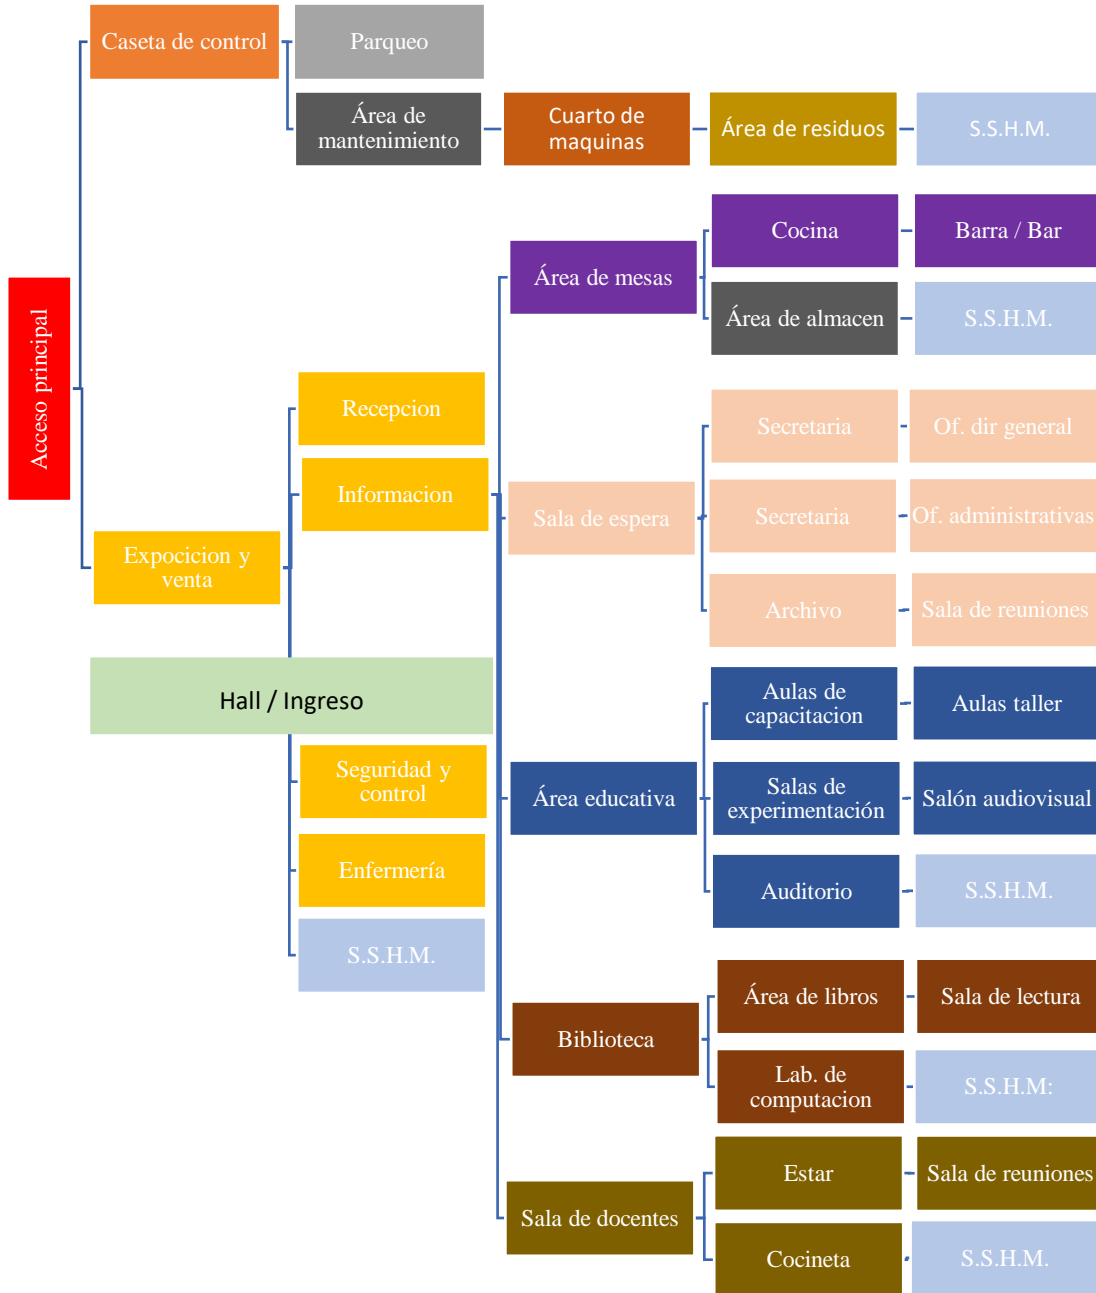 Caseta de control
Parqueo
Área de
mantenimiento
Cuarto de
maquinas
Área de residuos
S.S.H.M.
Acceso principal
Cocina
Barra / Bar
Área de mesas
Área de almacen
S.S.H.M.
Recepcion
Informacion
Expocicion y
venta
Hall / Ingreso
Seguridad y
control
Enfermería
S.S.H.M.
Secretaria
Of. dir general
Sala de espera
Secretaria
Of. administrativas
Archivo
Sala de reuniones
Aulas de
capacitacion
Aulas taller
Área educativa
Salas de
experimentación
Salón audiovisual
Auditorio
S.S.H.M.
Área de libros
Sala de lectura
Biblioteca
Lab. de
computacion
S.S.H.M:
Estar
Sala de reuniones
Sala de docentes
Cocineta
S.S.H.M.